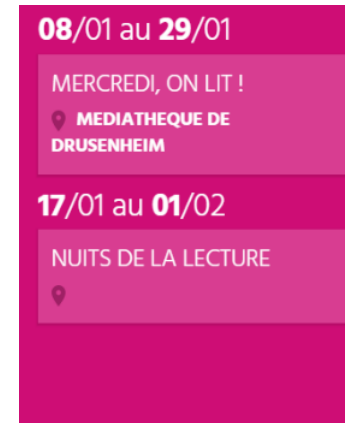 08/01 au 29/01
MERCREDI, ON LIT !
MEDIATHEQUE DE
DRUSENHEIM
17/01 au 01/02
NUITS DE LA LECTURE